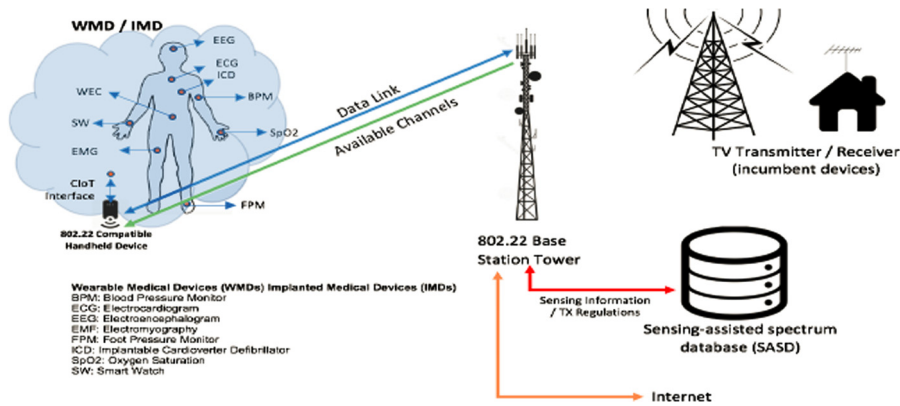 WMD / IMD
EEG
ECG
ICD
WEC
BPM
SW
SpO2
EMG
CIoT
Interface
FPM
802.22 Compatible
Handheld Device
Data Link
Available Channels
802.22 Base
Station Tower
TV Transmitter / Receiver
(incumbent devices)
Sensing Information
/ TX Regulations
Sensing-assisted spectrum
database (SASD)
Internet
Wearable Medical Devices (WMDs) Implanted Medical Devices (IMDs)
BPM: Blood Pressure Monitor
ECG: Electrocardiogram
EEG: Electroencephalogram
EMF: Electromyography
FPM: Foot Pressure Monitor
ICD: Implantable Cardioverter Defibrillator
SpO2: Oxygen Saturation
SW: Smart Watch